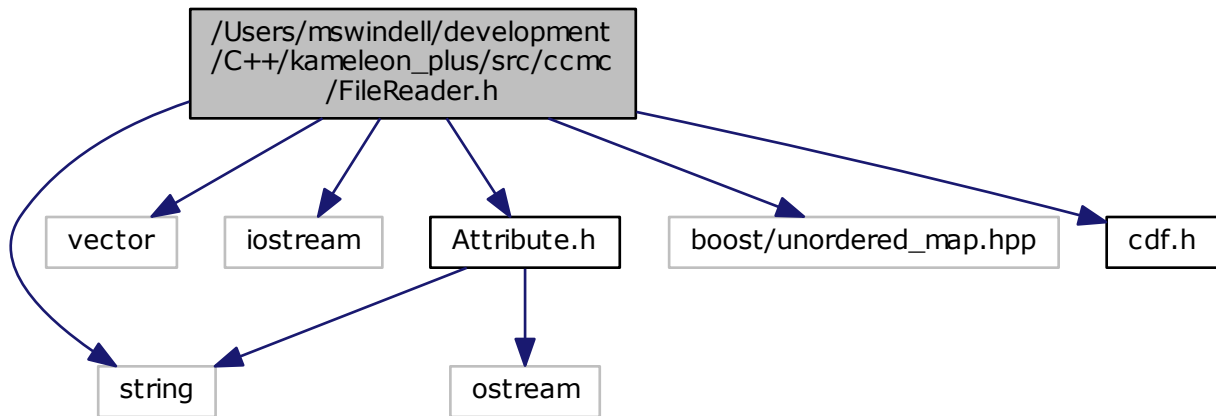 /Users/mswindell/development
/C++/kameleon_plus/src/ccmc
/FileReader.h
vector
iostream
Attribute.h
boost/unordered_map.hpp
cdf.h
string
ostream